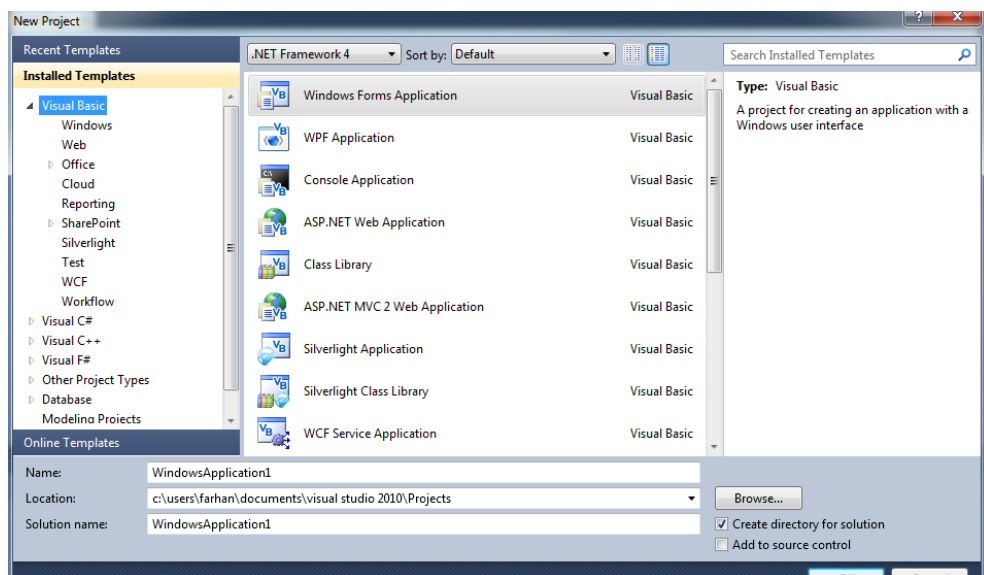 New Project
Recent Templates
.NET Framework 4
Sort by: Default
Search Installed Templates
Installed Templates
Visual Basic
Windows
Web
Office
Cloud
Reporting
SharePoint
Silverlight
Test
WCF
Workflow
Visual C#
Visual C++
Visual F#
Other Project Types
Database
Modeling Projects
Online Templates
Windows Forms Application Visual Basic
WPF Application Visual Basic
Console Application Visual Basic
ASP.NET Web Application Visual Basic
Class Library Visual Basic
ASP.NET MVC 2 Web Application Visual Basic
Silverlight Application Visual Basic
Silverlight Class Library Visual Basic
WCF Service Application Visual Basic
Type: Visual Basic
A project for creating an application with a
Windows user interface
Name: WindowsApplication1
Location: c:\users\farhan\documents\visual studio 2010\Projects
Browse...
Solution name: WindowsApplication1
Create directory for solution
Add to source control